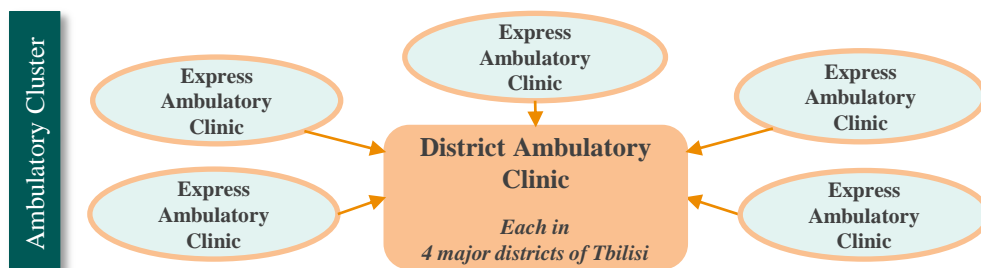 Ambulatory Cluster
Express
Ambulatory
Clinic
Express
Ambulatory
Clinic
Express
Ambulatory
Clinic
District Ambulatory
Clinic
Each in
4 major districts of Tbilisi
Express
Ambulatory
Clinic
Express
Ambulatory
Clinic